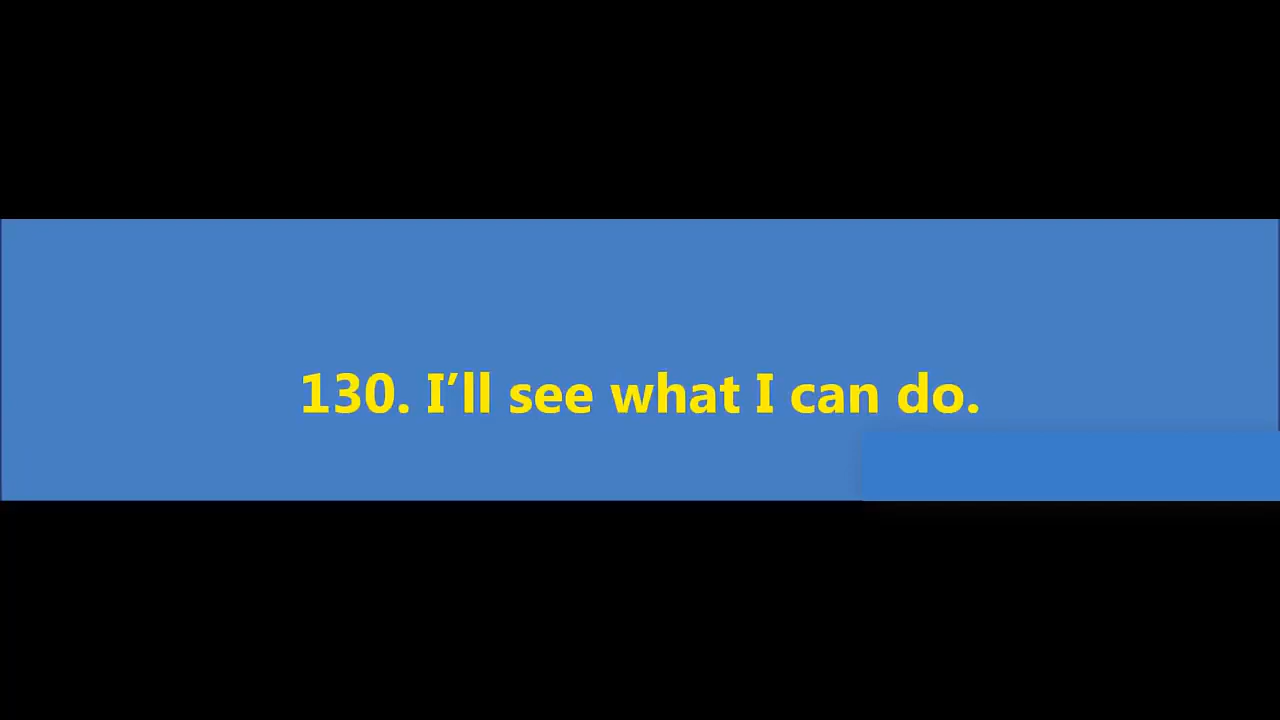 130. I’ll see what I can do.